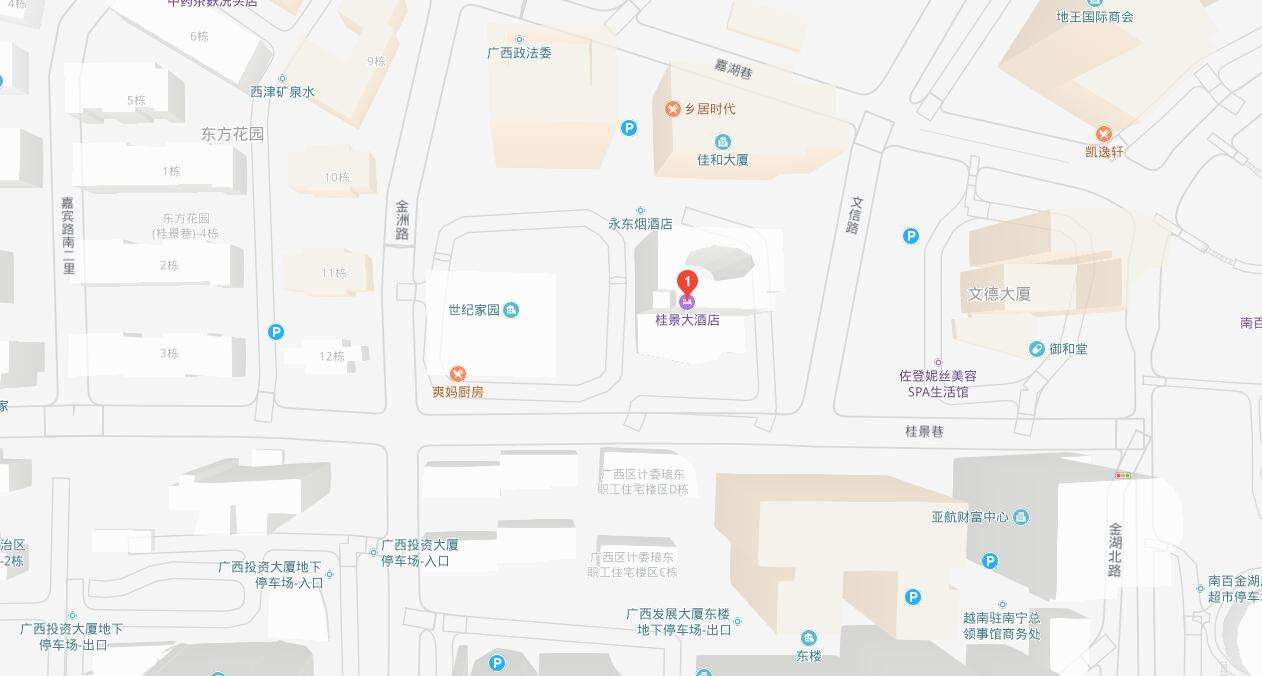 4栋
中药茶麸洗头店
6栋
9栋
广西政法委
嘉湖巷
地王国际商会
西津矿泉水
5栋
东方花园
乡居时代
P
佳和大厦
凯逸轩
1栋
10栋
嘉宾路南二里
东方花园
(桂景巷)-4栋
金洲路
永东烟酒店
文信路
P
2栋
11栋
1
文德大厦
世纪家园
桂景大酒店
南百
P
3栋
12栋
御和堂
爽妈厨房
佐登妮丝美容
SPA生活馆
家
桂景巷
广西区计委琅东
职工住宅楼区D栋
亚航财富中心
金湖北路
治区
-2栋
广西投资大厦
停车场-入口
广西区计委琅东
职工住宅楼区C栋
广西投资大厦地下
停车场-入口
P
P
南百金湖
超市停车
广西投资大厦地下
停车场-出口
广西发展大厦东楼
地下停车场-出口
越南驻南宁总
领事馆商务处
东楼
P